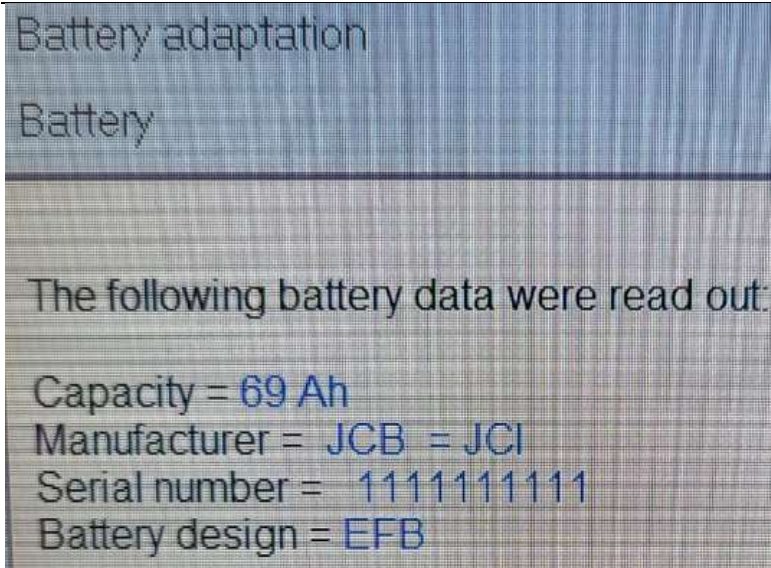 Battery adaptation
Battery
The following battery data were read out:
Capacity = 69 Ah
Manufacturer = JCB = JCI
Serial number = 1111111111
Battery design = EFB